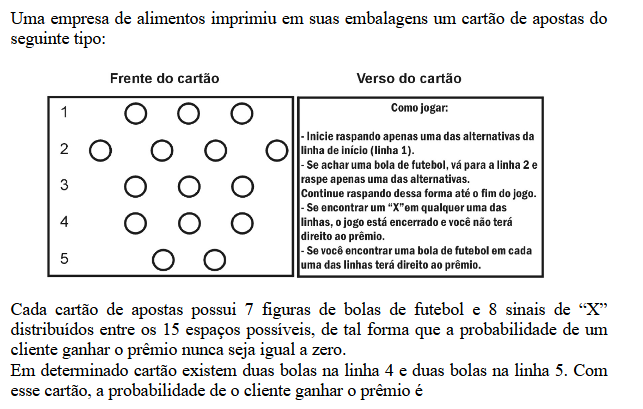 Uma empresa de alimentos imprimiu em suas embalagens um cartão de apostas do
seguinte tipo:
Frente do cartão
Verso do cartão
1
2
3
4
5
Como jogar:
- Inicie raspando apenas uma das alternativas da
linha de início (linha 1).
- Se achar uma bola de futebol, vá para a linha 2 e
raspe apenas uma das alternativas.
Continue raspando dessa forma até o fim do jogo.
- Se encontrar um “X”em qualquer uma das
linhas, o jogo está encerrado e você não terá
direito ao prêmio.
- Se você encontrar uma bola de futebol em cada
uma das linhas terá direito ao prêmio.
Cada cartão de apostas possui 7 figuras de bolas de futebol e 8 sinais de “X”
distribuídos entre os 15 espaços possíveis, de tal forma que a probabilidade de um
cliente ganhar o prêmio nunca seja igual a zero.
Em determinado cartão existem duas bolas na linha 4 e duas bolas na linha 5. Com
esse cartão, a probabilidade de o cliente ganhar o prêmio é